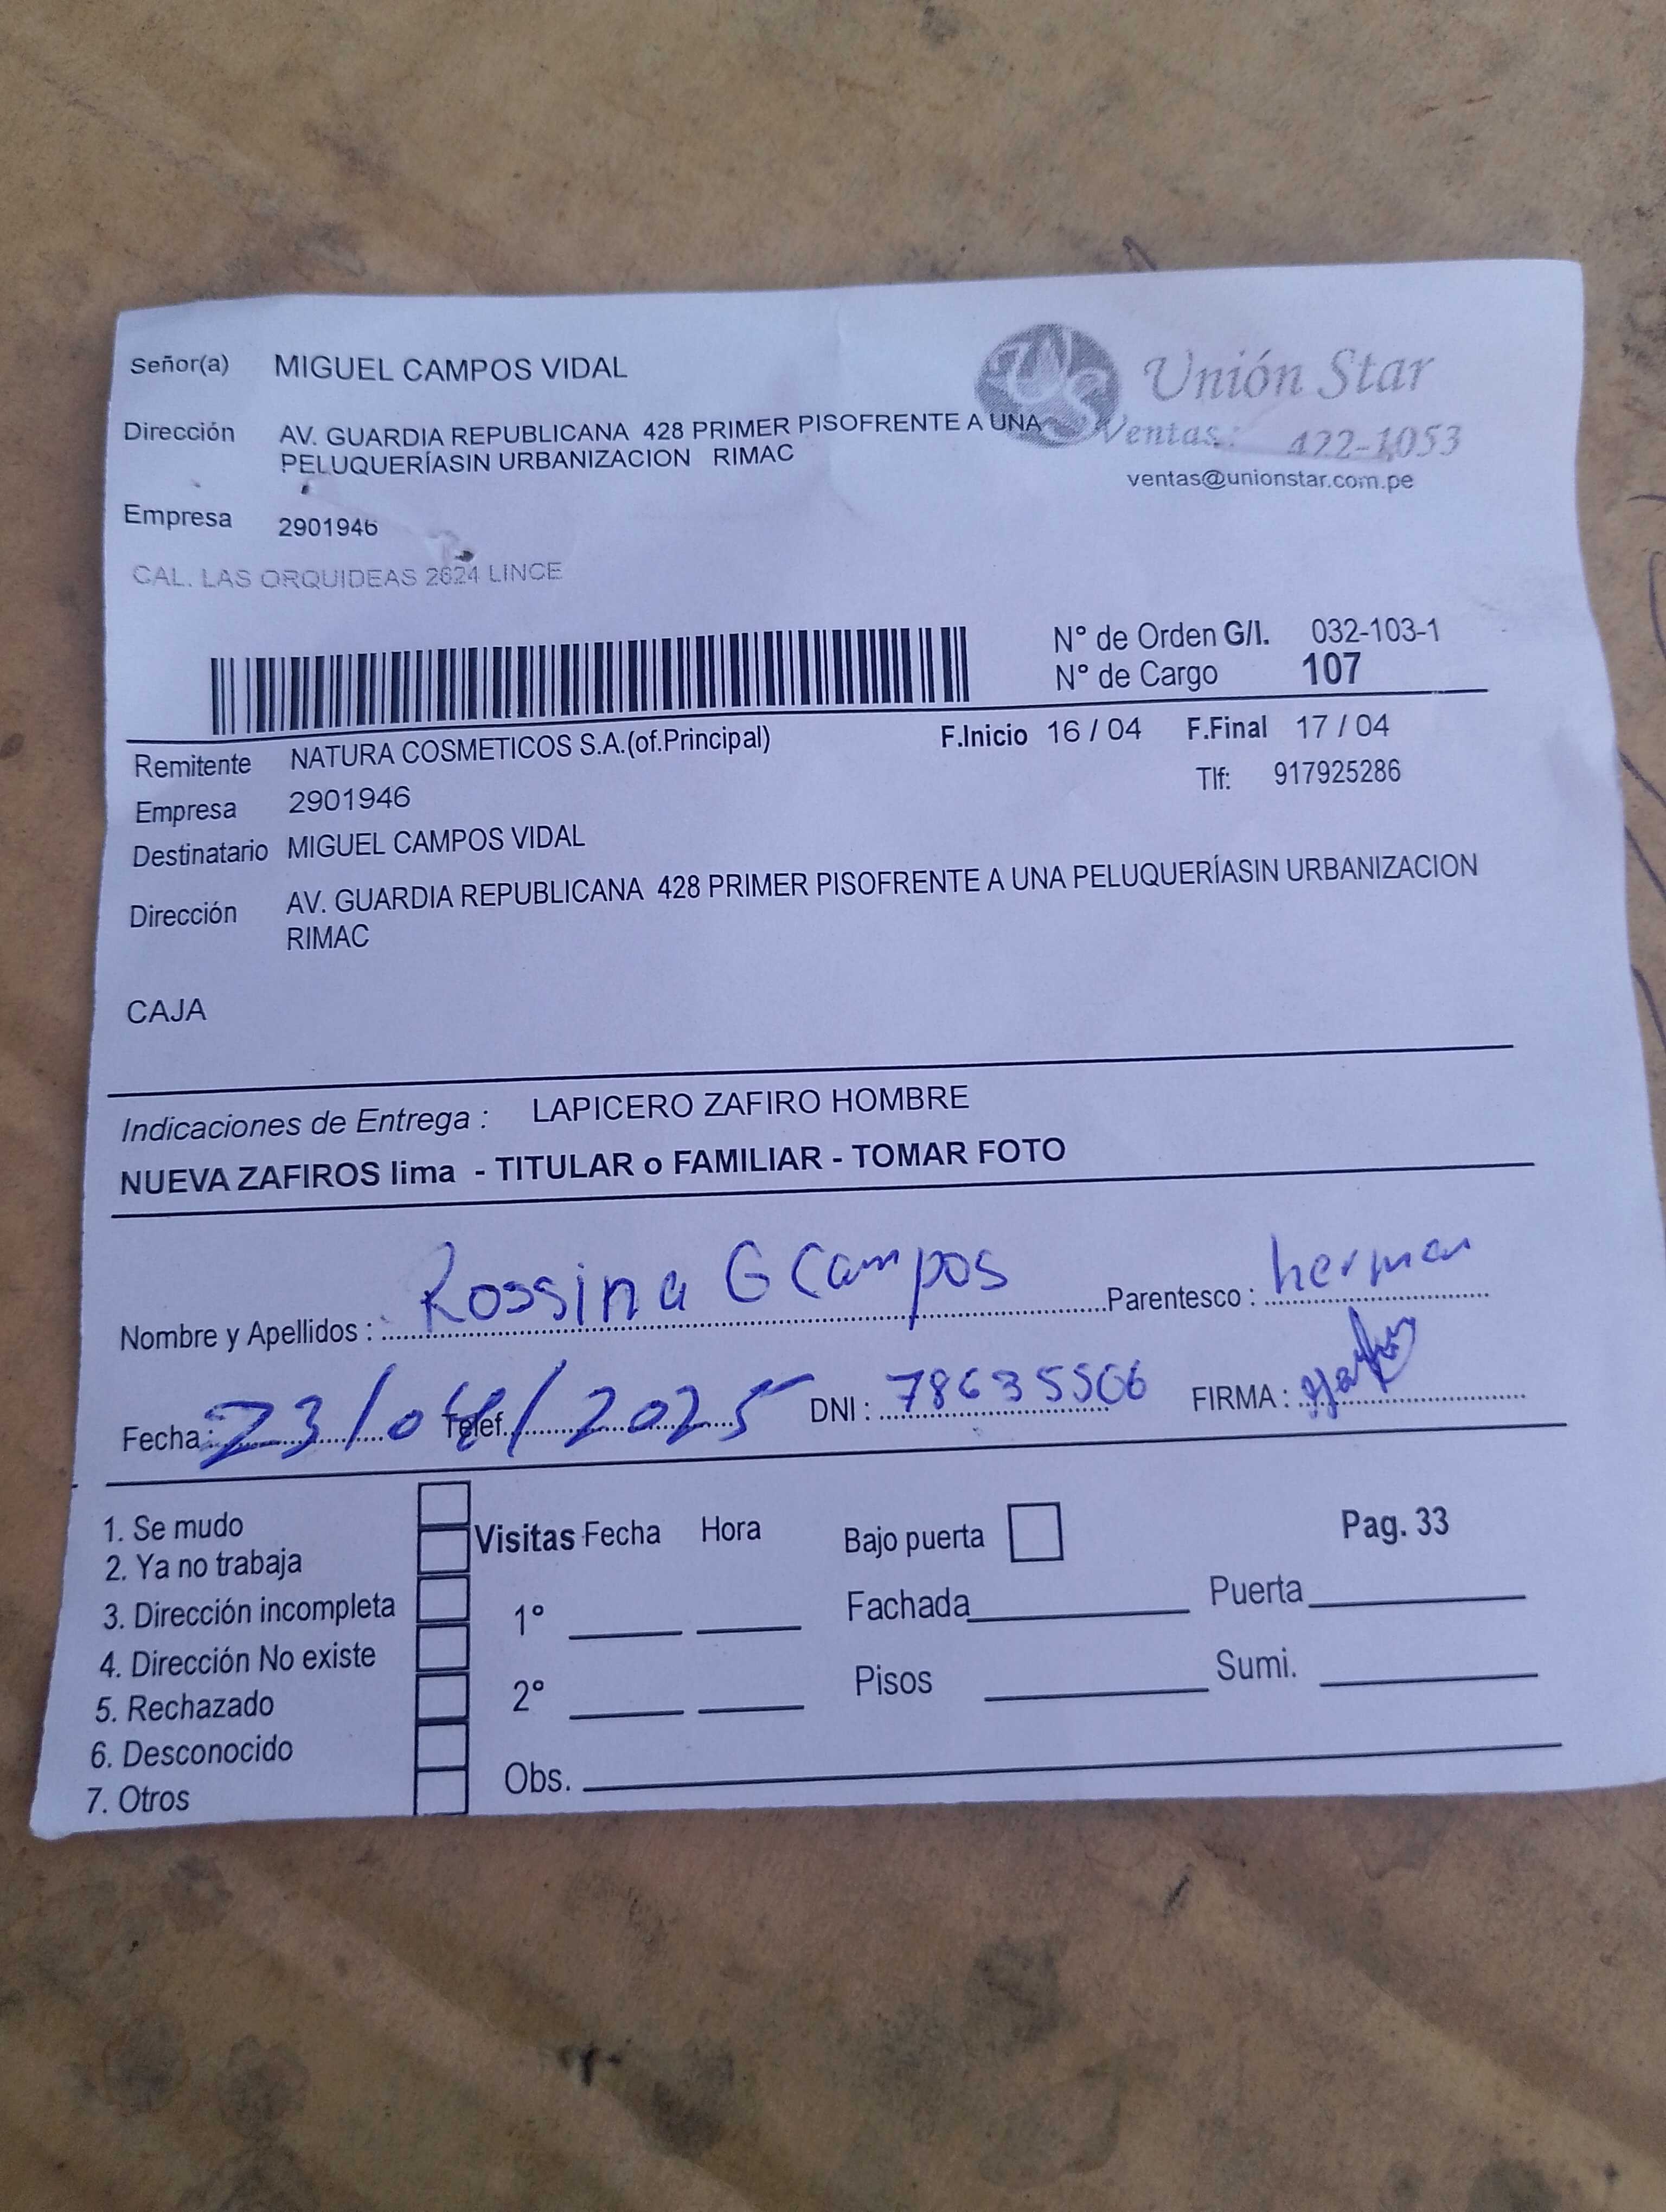 Señor(a) MIGUEL CAMPOS VIDAL
Unión Star
Dirección AV. GUARDIA REPUBLICANA 428 PRIMER PISOFRENTE A UNA
PELUQUERÍASIN URBANIZACION RIMAC
Ventas.: 422-1053
ventas@unionstar.com.pe
Empresa 2901946
CAL. LAS ORQUIDEAS 2624 LINCE
N° de Orden G/I. 032-103-1
N° de Cargo 107
Remitente NATURA COSMETICOS S.A.(of.Principal) F.Inicio 16 / 04 F.Final 17 / 04
Empresa 2901946 Tlf: 917925286
Destinatario MIGUEL CAMPOS VIDAL
Dirección AV. GUARDIA REPUBLICANA 428 PRIMER PISOFRENTE A UNA PELUQUERÍASIN URBANIZACION
RIMAC
CAJA
Indicaciones de Entrega : LAPICERO ZAFIRO HOMBRE
NUEVA ZAFIROS lima - TITULAR o FAMILIAR - TOMAR FOTO
Nombre y Apellidos : Rossina G Campos Parentesco : herman
Fecha: 23/04/2025 Telef. DNI : 78635506 FIRMA :
1. Se mudo
2. Ya no trabaja
3. Dirección incompleta
4. Dirección No existe
5. Rechazado
6. Desconocido
7. Otros
Visitas Fecha Hora
1°
2°
Obs.
Bajo puerta
Pag. 33
Fachada Puerta
Pisos Sumi.